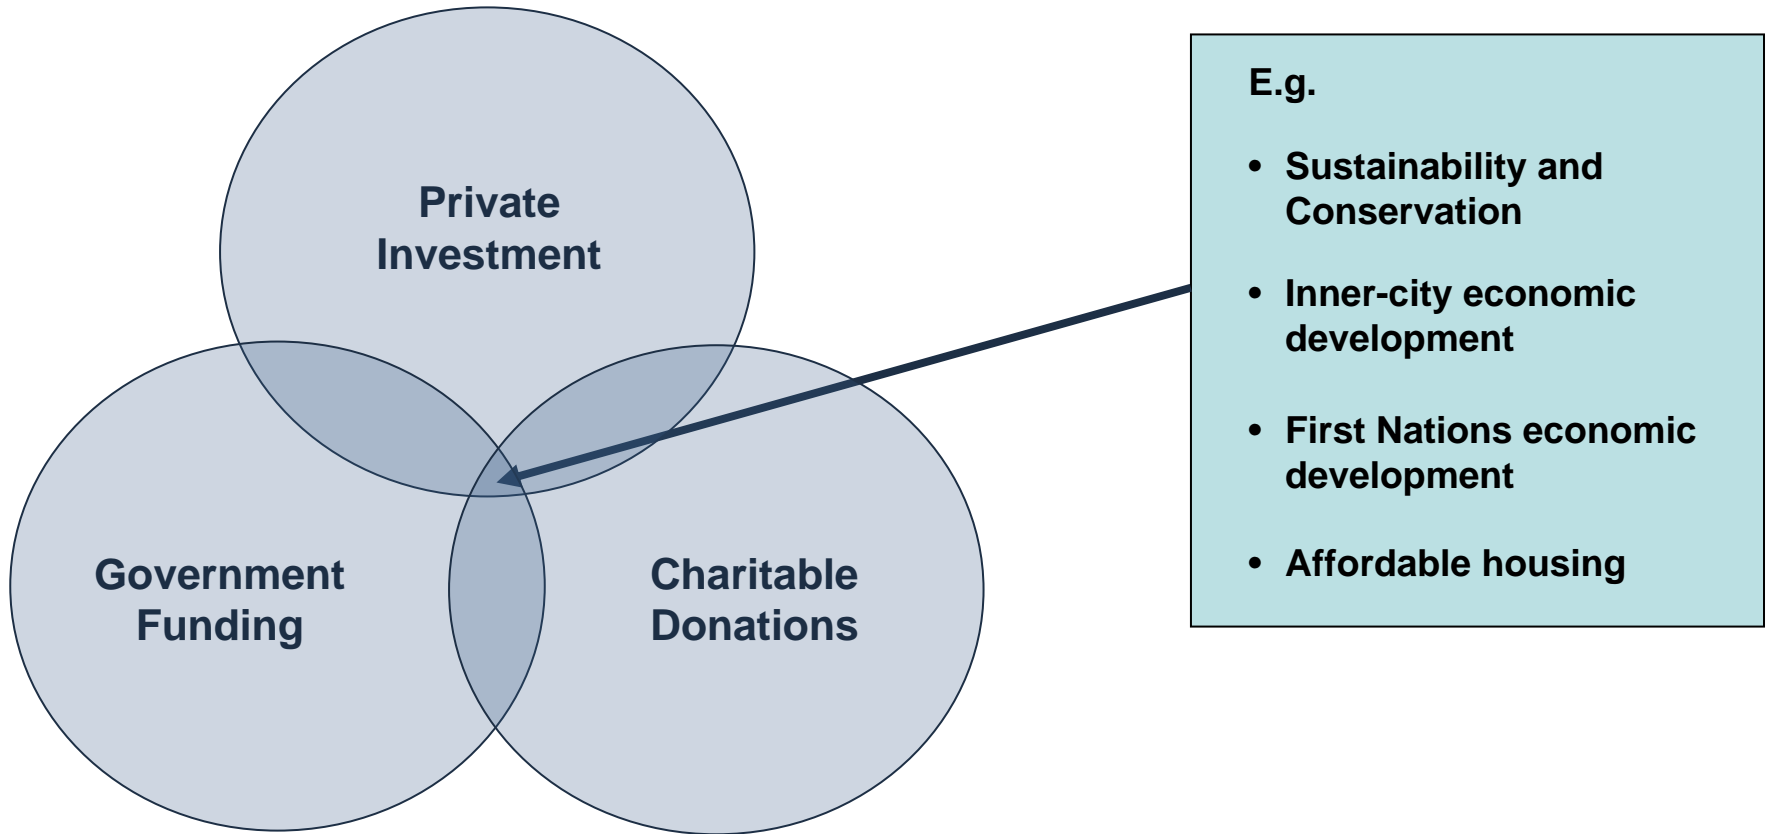 Private
Investment
Government
Funding
Charitable
Donations
E.g.
• Sustainability and
Conservation
• Inner-city economic
development
• First Nations economic
development
• Affordable housing